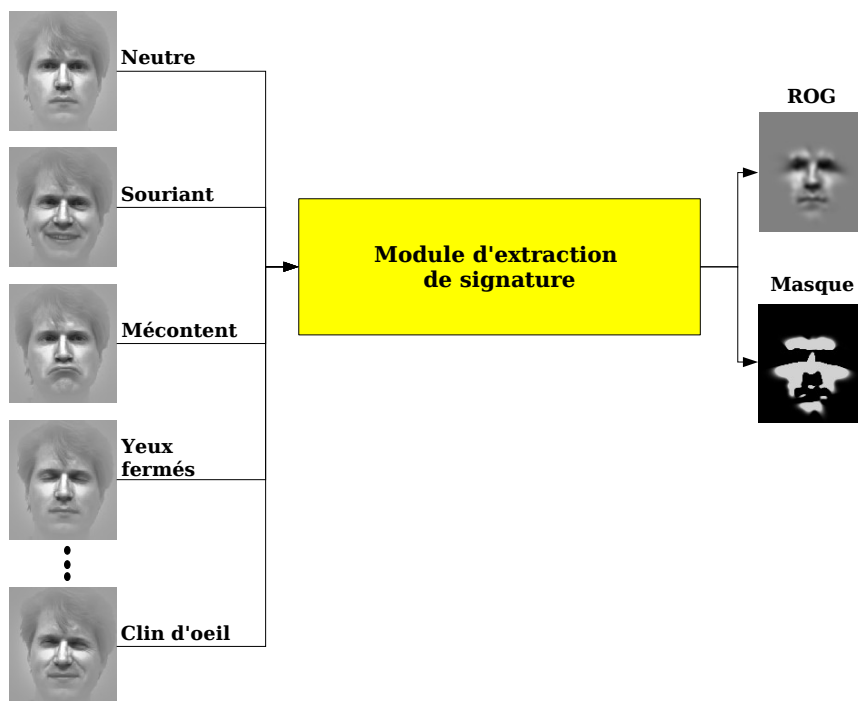 Neutre
Souriant
Mécontent
Yeux
fermés
Clin d'oeil
Module d'extraction
de signature
ROG
Masque